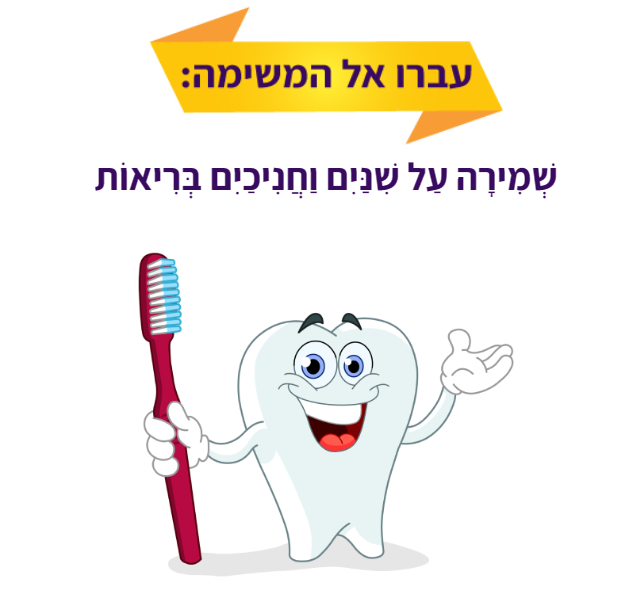 עברו אל המשימה:
שְׁמִירָה עַל שִׁנַּיִם וַחֲנִיכַיִם בְּרִיאוֹת